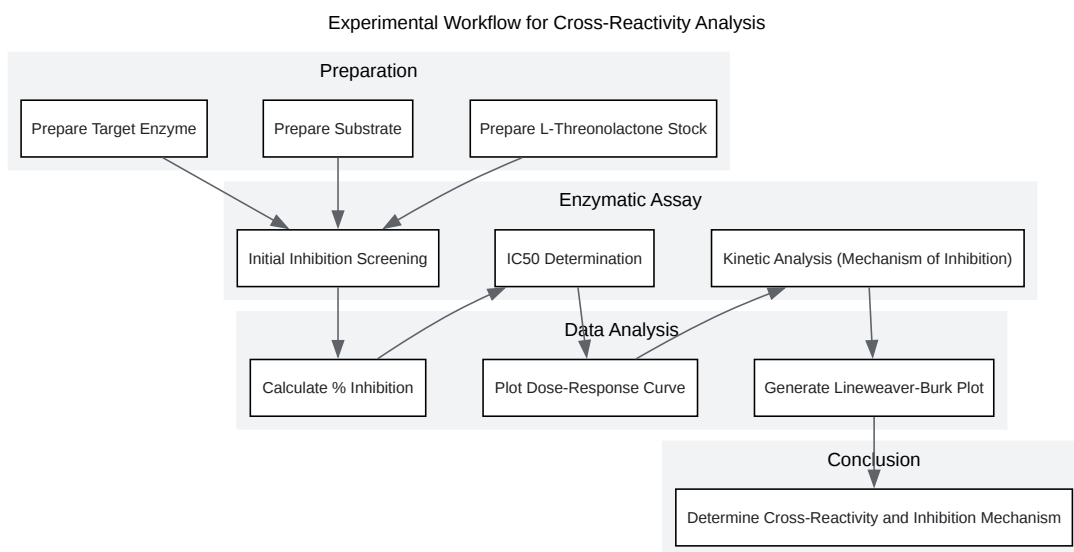 Experimental Workflow for Cross-Reactivity Analysis
Preparation
Prepare Target Enzyme
Prepare Substrate
Prepare L-Threonolactone Stock
Enzymatic Assay
Initial Inhibition Screening
IC50 Determination
Kinetic Analysis (Mechanism of Inhibition)
Data Analysis
Calculate % Inhibition
Plot Dose-Response Curve
Generate Lineweaver-Burk Plot
Conclusion
Determine Cross-Reactivity and Inhibition Mechanism